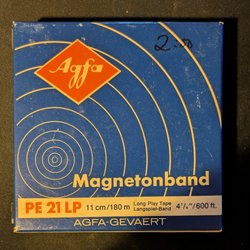 2.00
Agfa
Magnetonband
PE 21 LP
11 cm/180 m
Long Play Tape
Langspiel-Band
4¼"/600 ft.
AGFA-GEVAERT